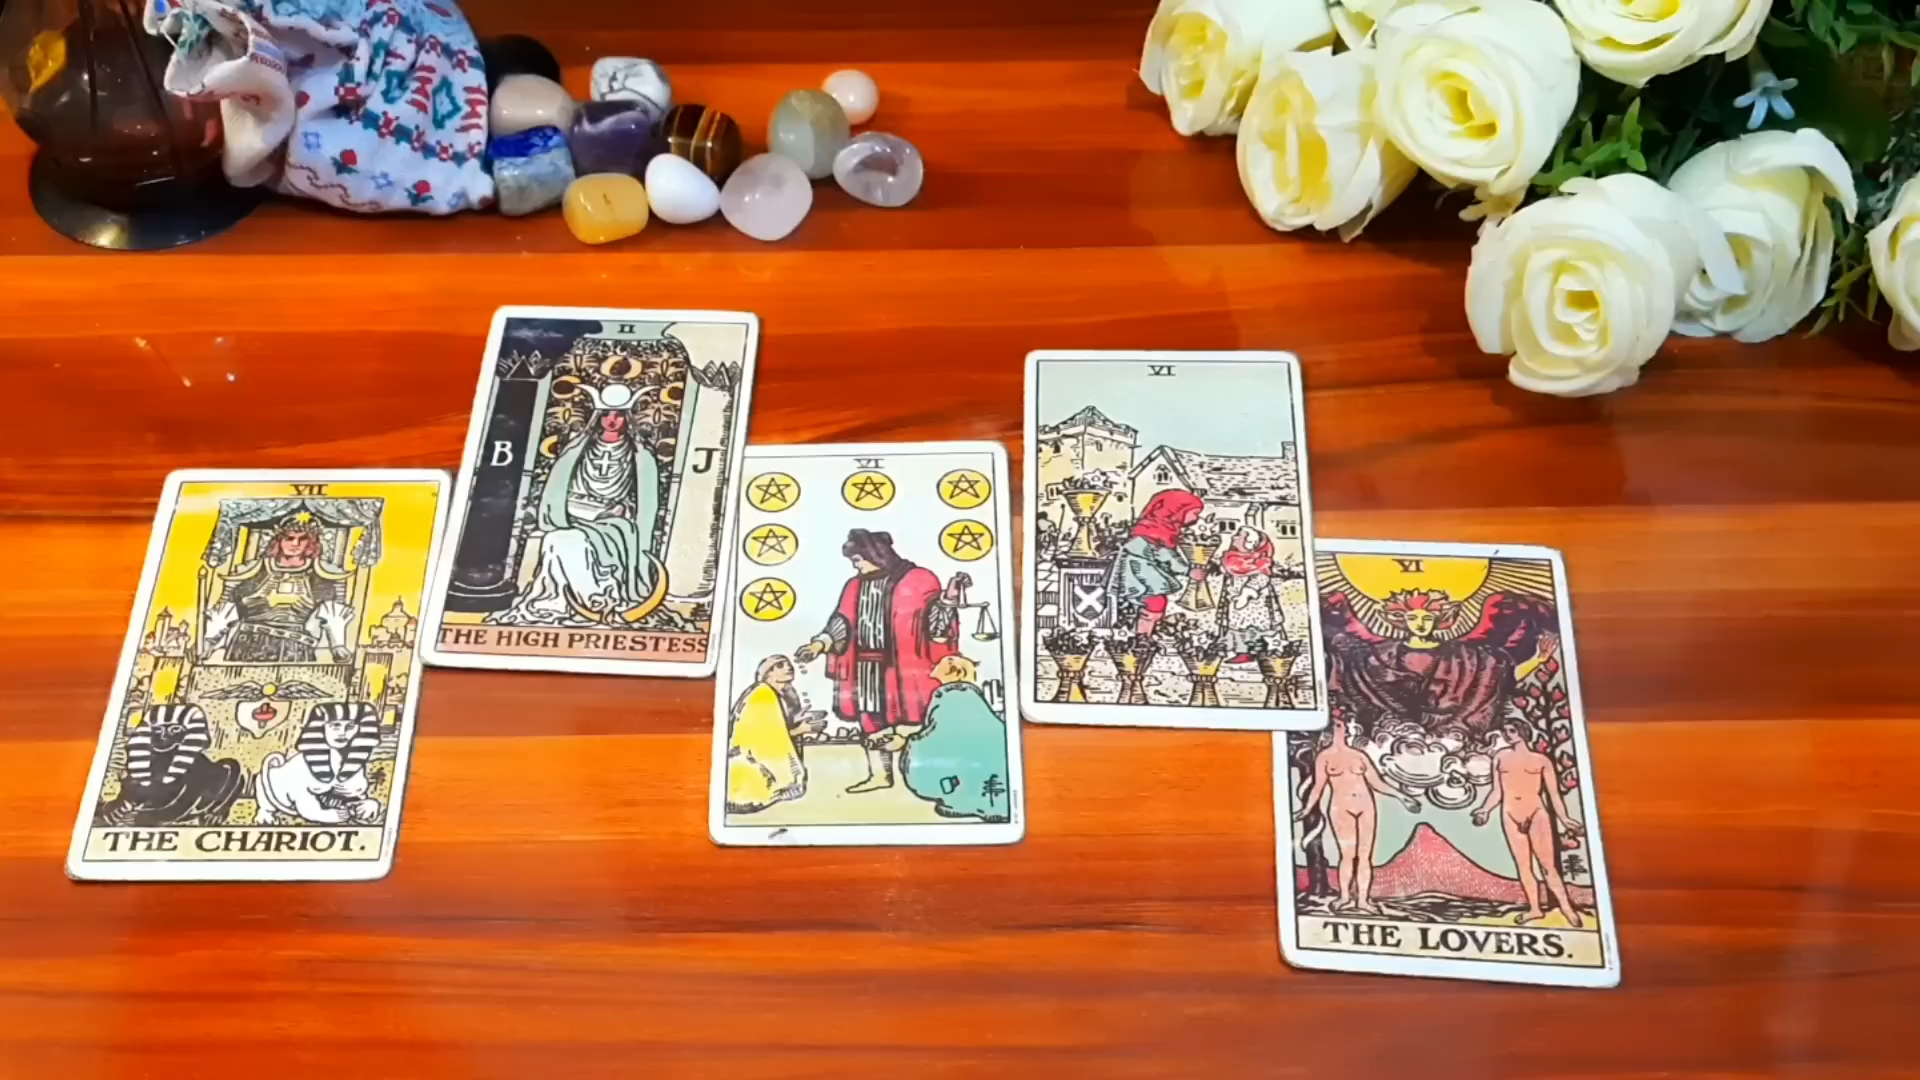 VII
THE CHARIOT.
II
B J
THE HIGH PRIESTESS
VI
VI
VI
THE LOVERS.